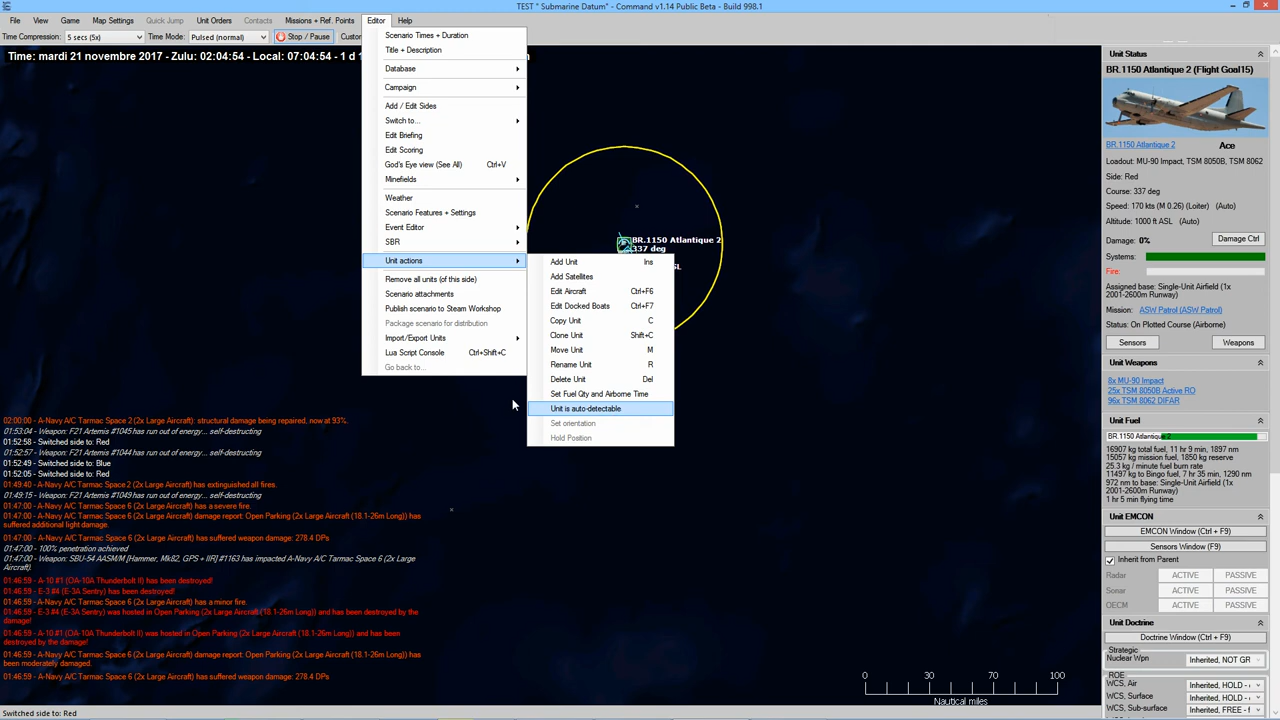 TEST " Submarine Datum" - Command v1.14 Public Beta - Build 998.1
File View Game Map Settings Quick Jump Unit Orders Contacts Missions + Ref. Points Editor Help
Time Compression: 5 secs (5x) Time Mode: Pulsed (normal) Stop / Pause Custom
Time: mardi 21 novembre 2017 - Zulu: 02:04:54 - Local: 07:04:54 - 1 d 1
Scenario Times + Duration
Title + Description
Database
Campaign
Add / Edit Sides
Switch to...
Edit Briefing
Edit Scoring
God's Eye view (See All) Ctrl+V
Minefields
Weather
Scenario Features + Settings
Event Editor
SBR
Unit actions
Remove all units (of this side)
Scenario attachments
Publish scenario to Steam Workshop
Package scenario for distribution
Import/Export Units
Lua Script Console Ctrl+Shift+C
Go back to...
Add Unit Ins
Add Satellites
Edit Aircraft Ctrl+F6
Edit Docked Boats Ctrl+F7
Copy Unit C
Clone Unit Shift+C
Move Unit M
Rename Unit R
Delete Unit Del
Set Fuel Qty and Airborne Time
Unit is auto-detectable
Set orientation
Hold Position
BR.1150 Atlantique 2
337 deg
SL
02:00:00 - A-Navy A/C Tarmac Space 2 (2x Large Aircraft): structural damage being repaired, now at 93%.
01:53:04 - Weapon: F21 Artemis #1045 has run out of energy... self-destructing
01:52:58 - Switched side to: Red
01:52:57 - Weapon: F21 Artemis #1044 has run out of energy... self-destructing
01:52:49 - Switched side to: Blue
01:52:05 - Switched side to: Red
01:49:40 - A-Navy A/C Tarmac Space 2 (2x Large Aircraft) has extinguished all fires.
01:49:15 - Weapon: F21 Artemis #1049 has run out of energy... self-destructing
01:47:00 - A-Navy A/C Tarmac Space 6 (2x Large Aircraft) has a severe fire.
01:47:00 - A-Navy A/C Tarmac Space 6 (2x Large Aircraft) damage report: Open Parking (2x Large Aircraft (18.1-26m Long)) has
suffered additional light damage.
01:47:00 - A-Navy A/C Tarmac Space 6 (2x Large Aircraft) has suffered weapon damage: 278.4 DPs
01:47:00 - 100% penetration achieved
01:47:00 - Weapon: SBU-54 AASM/M [Hammer, Mk82, GPS + IIR] #1163 has impacted A-Navy A/C Tarmac Space 6 (2x Large
Aircraft).
01:46:59 - A-10 #1 (OA-10A Thunderbolt II) has been destroyed!
01:46:59 - E-3 #4 (E-3A Sentry) has been destroyed!
01:46:59 - A-Navy A/C Tarmac Space 6 (2x Large Aircraft) has a minor fire.
01:46:59 - E-3 #4 (E-3A Sentry) was hosted in Open Parking (2x Large Aircraft (18.1-26m Long)) and has been destroyed by the
damage!
01:46:59 - A-10 #1 (OA-10A Thunderbolt II) was hosted in Open Parking (2x Large Aircraft (18.1-26m Long)) and has been
destroyed by the damage!
01:46:59 - A-Navy A/C Tarmac Space 6 (2x Large Aircraft) damage report: Open Parking (2x Large Aircraft (18.1-26m Long)) has
been moderately damaged.
01:46:59 - A-Navy A/C Tarmac Space 6 (2x Large Aircraft) has suffered weapon damage: 278.4 DPs
Switched side to: Red
0 50 100
Nautical miles
Unit Status
BR.1150 Atlantique 2 (Flight Goal15)
BR.1150 Atlantique 2 Ace
Loadout: MU-90 Impact, TSM 8050B, TSM 8062
Side: Red
Course: 337 deg
Speed: 170 kts (M 0.26) (Loiter) (Auto)
Altitude: 1000 ft ASL (Auto)
Damage: 0% Damage Ctrl
Systems:
Fire:
Assigned base: Single-Unit Airfield (1x
2001-2600m Runway)
Mission: ASW Patrol (ASW Patrol)
Status: On Plotted Course (Airborne)
Sensors Weapons
Unit Weapons
8x MU-90 Impact
25x TSM 8050B Active RO
96x TSM 8062 DIFAR
Unit Fuel
BR.1150 Atlantique 2
16907 kg total fuel, 11 hr 9 min, 1897 nm
15057 kg mission fuel, 1850 kg reserve
25.3 kg / minute fuel burn rate
11497 kg to Bingo fuel, 7 hr 35 min, 1290 nm
972 nm to base: Single-Unit Airfield (1x
2001-2600m Runway)
1 hr 5 min flying time
Unit EMCON
EMCON Window (Ctrl + F9)
Sensors Window (F9)
Inherit from Parent
Radar ACTIVE PASSIVE
Sonar ACTIVE PASSIVE
OECM ACTIVE PASSIVE
Unit Doctrine
Doctrine Window (Ctrl + F9)
Strategic
Nuclear Wpn Inherited, NOT GR
ROE
WCS, Air Inherited, HOLD -
WCS, Surface Inherited, HOLD -
WCS, Submarine Inherited, FREE -